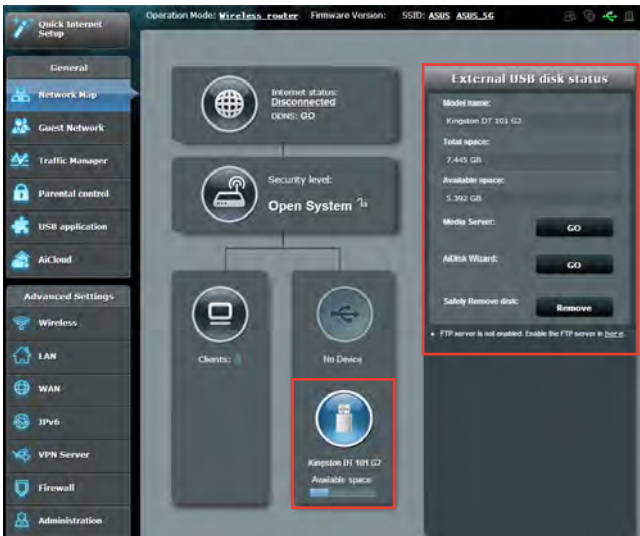 Quick Internet
Setup
Operation Mode: Wireless router Firmware Version: SSID: ASUS ASUS_5G
General
Network Map
Guest Network
Traffic Manager
Parental control
USB application
AiCloud
Advanced Settings
Wireless
LAN
WAN
IPv6
VPN Server
Firewall
Administration
Internet status:
Disconnected
DDNS: GO
Security level:
Open System
Clients:
No Device
Kingston DT 101 G2
Available space
External USB disk status
Model name:
Kingston DT 101 G2
Total space:
7.445 GB
Available space:
5.392 GB
Media Server: GO
AiDisk Wizard: GO
Safely Remove disk: Remove
• FTP server is not enabled. Enable the FTP server in here.